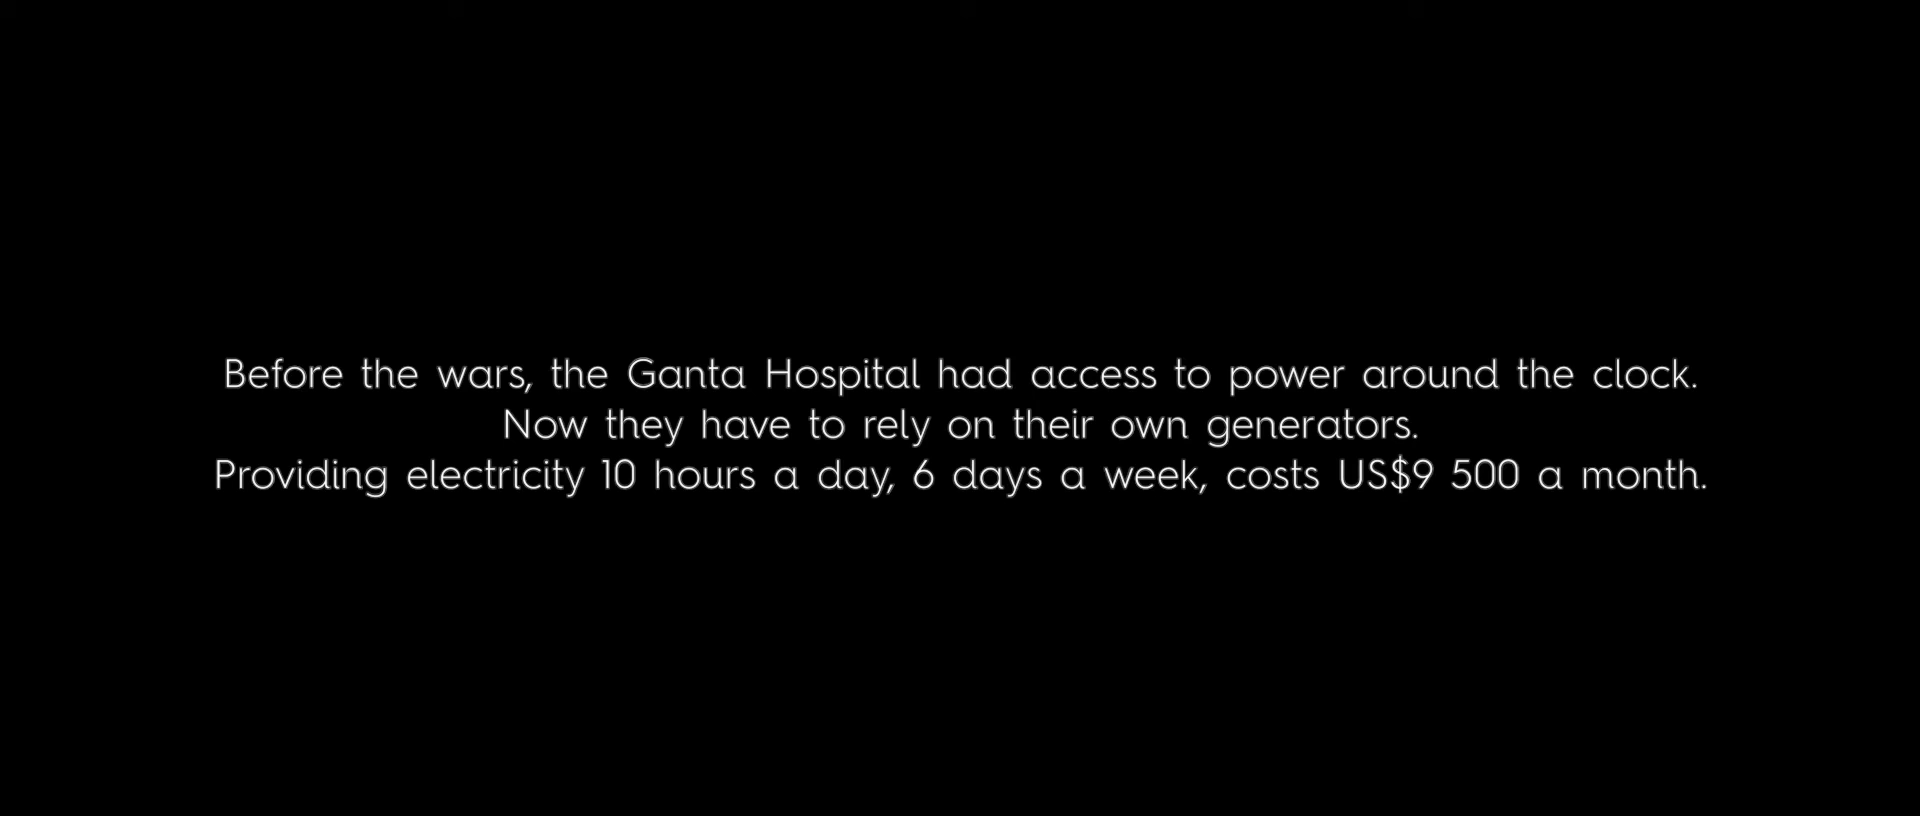 Before the wars, the Ganta Hospital had access to power around the clock.
Now they have to rely on their own generators.
Providing electricity 10 hours a day, 6 days a week, costs US$9 500 a month.